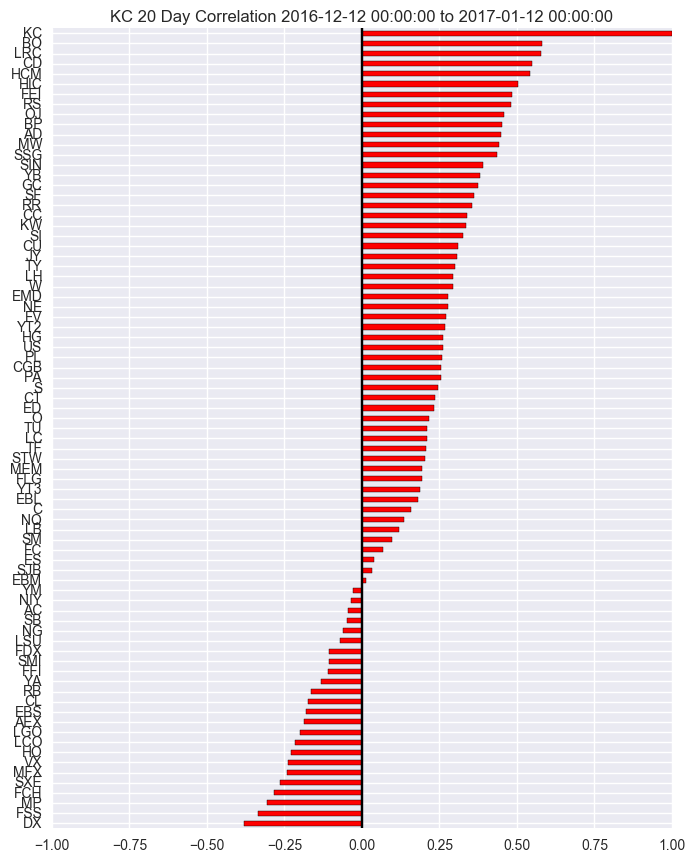 KC 20 Day Correlation 2016-12-12 00:00:00 to 2017-01-12 00:00:00
KC
BO
LRC
CD
HCM
HIC
FEI
RS
OJ
BP
AD
MW
SSG
SIN
YB
GC
SF
RR
CC
KW
SI
CU
JY
TY
LH
W
EMD
NE
FV
YT2
HG
US
PL
CGB
PA
S
CT
ED
O
TU
LC
TF
STW
MEM
FLG
YT3
EBL
C
NQ
LB
SM
FC
ES
SJB
EBM
YM
NIY
AC
SB
NG
LSU
FDX
SMI
FFI
YA
RB
CL
EBS
AEX
LGO
LCO
HO
VX
MFX
SXE
FCH
MP
FSS
DX
−1.00 −0.75 −0.50 −0.25 0.00 0.25 0.50 0.75 1.00